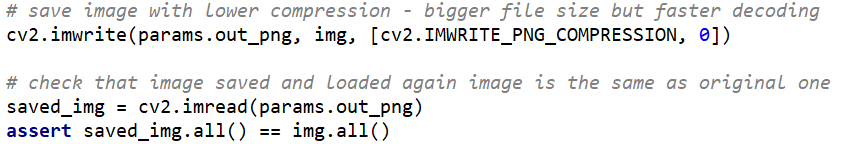 # save image with lower compression - bigger file size but faster decoding
cv2.imwrite(params.out_png, img, [cv2.IMWRITE_PNG_COMPRESSION, 0])
# check that image saved and loaded again image is the same as original one
saved_img = cv2.imread(params.out_png)
assert saved_img.all() == img.all()